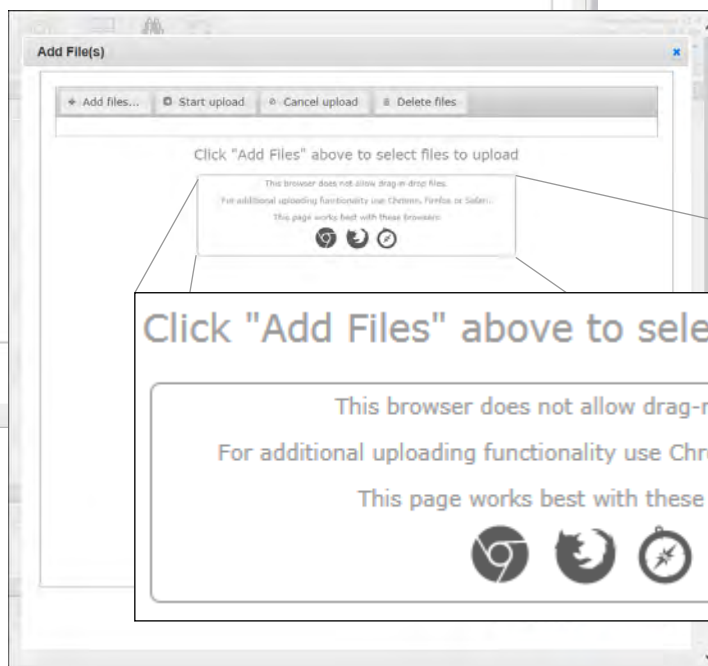 Add File(s)
Add files... Start upload Cancel upload Delete files
Click "Add Files" above to select files to upload
This browser does not allow drag-n-drop files.
For additional uploading functionality use Chrome, Firefox or Safari.
This page works best with these browsers:
Click "Add Files" above to sele
This browser does not allow drag-n
For additional uploading functionality use Chr
This page works best with these